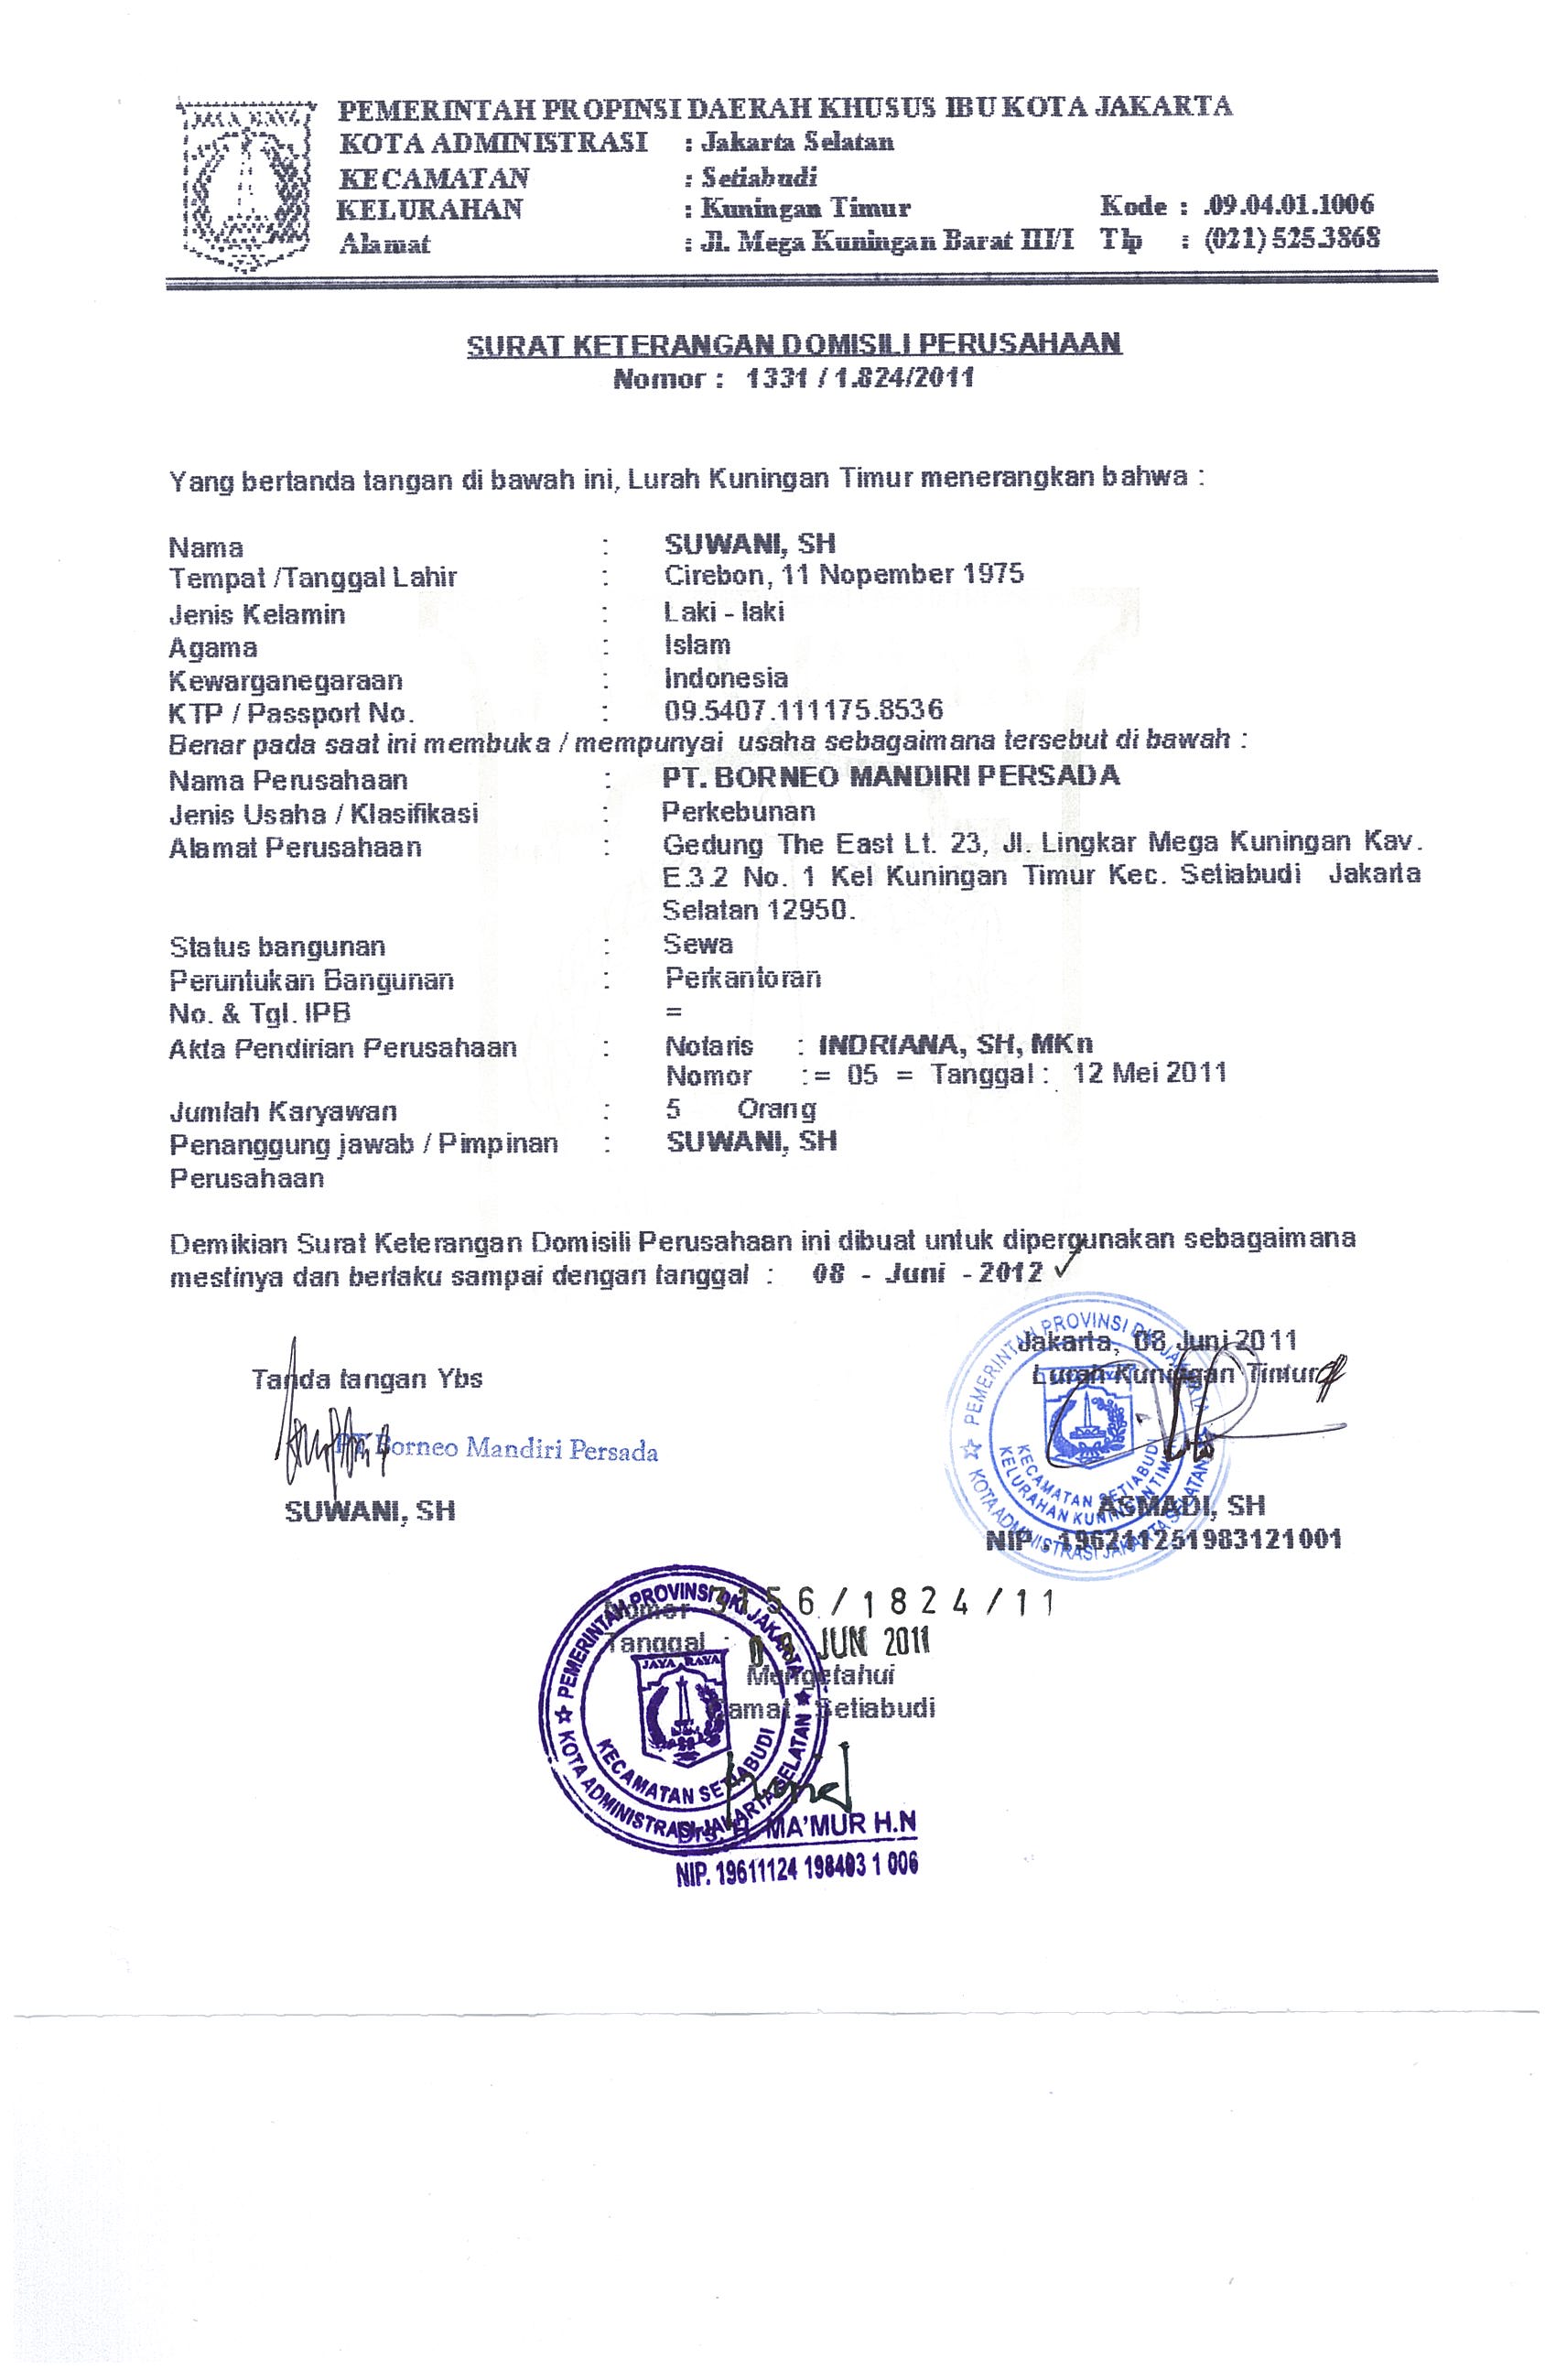 JAYA RAYA
PEMERINTAH PROPINSI DAERAH KHUSUS IBU KOTA JAKARTA
KOTA ADMINISTRASI : Jakarta Selatan
KECAMATAN : Setiabudi
KELURAHAN : Kuningan Timur Kode : .09.04.01.1006
Alamat : Jl. Mega Kuningan Barat III/I Tlp : (021) 525.3868
SURAT KETERANGAN DOMISILI PERUSAHAAN
Nomor : 1331 / 1.824/2011
Yang bertanda tangan di bawah ini, Lurah Kuningan Timur menerangkan bahwa :
Nama : SUWANI, SH
Tempat /Tanggal Lahir : Cirebon, 11 Nopember 1975
Jenis Kelamin : Laki - laki
Agama : Islam
Kewarganegaraan : Indonesia
KTP / Passport No. : 09.5407.111175.8536
Benar pada saat ini membuka / mempunyai usaha sebagaimana tersebut di bawah :
Nama Perusahaan : PT. BORNEO MANDIRI PERSADA
Jenis Usaha / Klasifikasi : Perkebunan
Alamat Perusahaan : Gedung The East Lt. 23, Jl. Lingkar Mega Kuningan Kav.
E.3.2 No. 1 Kel Kuningan Timur Kec. Setiabudi Jakarta
Selatan 12950.
Status bangunan : Sewa
Peruntukan Bangunan : Perkantoran
No. & Tgl. IPB =
Akta Pendirian Perusahaan : Notaris : INDRIANA, SH, MKn
Nomor := 05 = Tanggal : 12 Mei 2011
Jumlah Karyawan : 5 Orang
Penanggung jawab / Pimpinan : SUWANI, SH
Perusahaan
Demikian Surat Keterangan Domisili Perusahaan ini dibuat untuk dipergunakan sebagaimana
mestinya dan berlaku sampai dengan tanggal : 08 - Juni - 2012
Jakarta, 08 Juni 2011
Tanda tangan Ybs
Lurah Kuningan Timur
PEMERINTAH PROVINSI DKI JAKARTA
KECAMATAN SETIABUDI
KELURAHAN KUNINGAN TIMUR
KOTA ADMINISTRASI JAKARTA SELATAN
PT. Borneo Mandiri Persada
SUWANI, SH
ASMADI, SH
NIP : 196211251983121001
Nomor 3156/1824/11
Tanggal : 08 JUN 2011
Mengetahui
Camat Setiabudi
PEMERINTAH PROVINSI DKI JAKARTA
JAYA RAYA
KECAMATAN SETIABUDI
KOTA ADMINISTRASI JAKARTA SELATAN
Drs. H. MA'MUR H.N
NIP. 19611124 198403 1 006